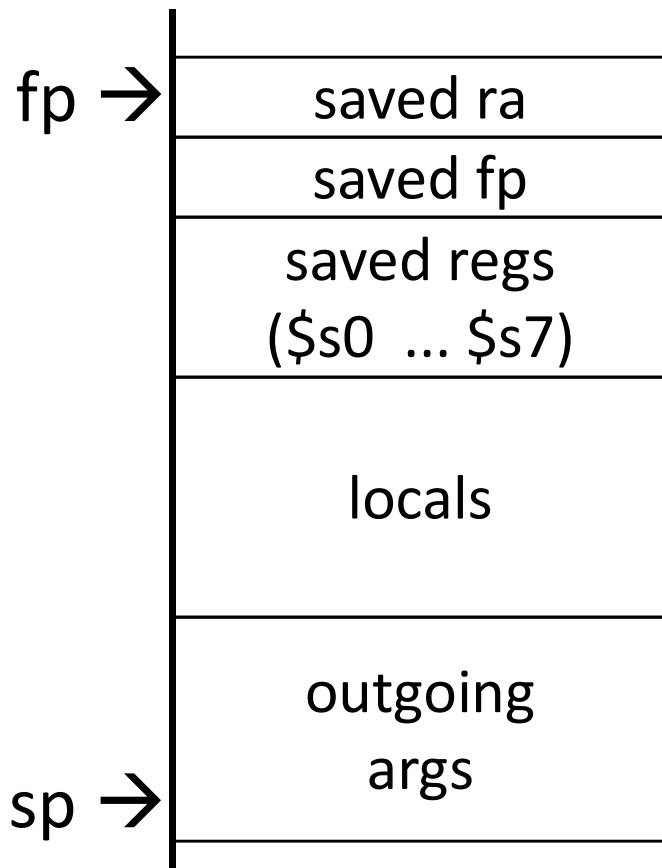 fp → saved ra
saved fp
saved regs
($s0 ... $s7)
locals
outgoing
args
sp →